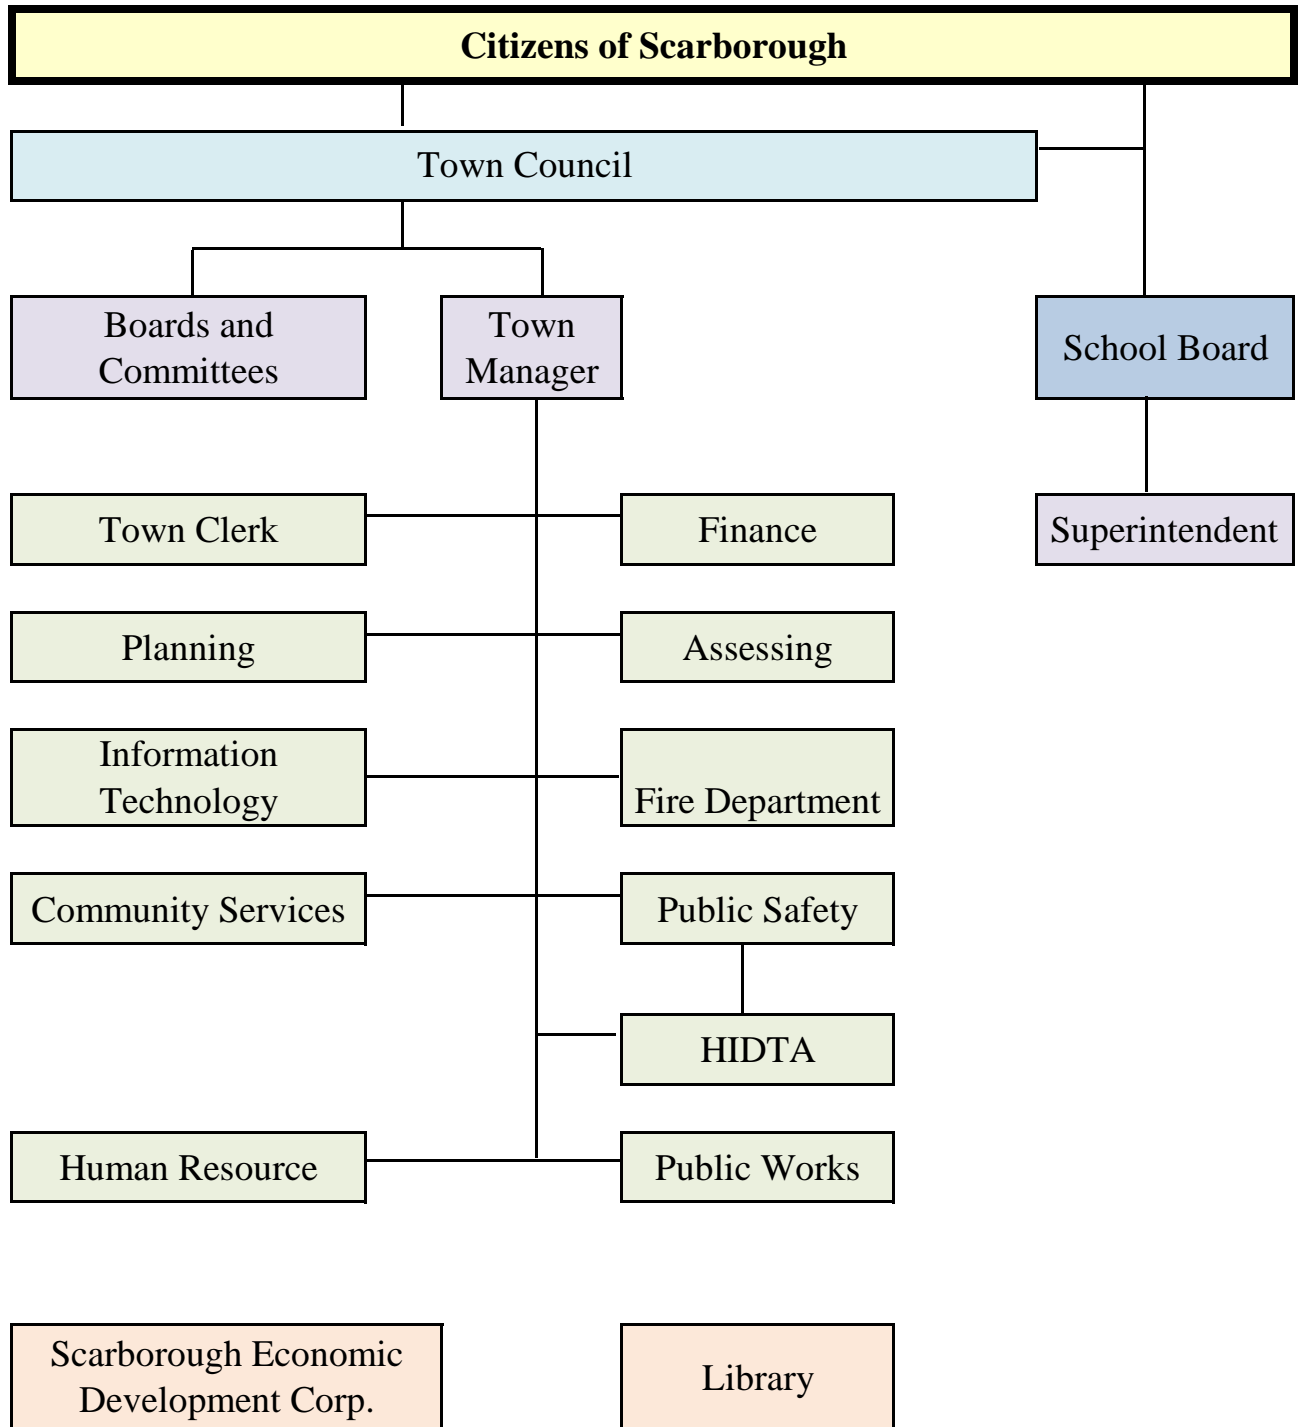 Citizens of Scarborough
Town Council
Boards and
Committees
Town
Manager
School Board
Town Clerk
Finance
Superintendent
Planning
Assessing
Information
Technology
Fire Department
Community Services
Public Safety
HIDTA
Human Resource
Public Works
Scarborough Economic
Development Corp.
Library